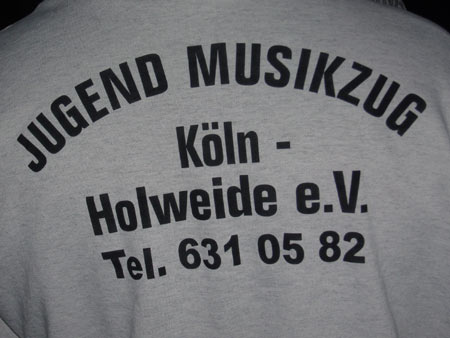 JUGEND MUSIKZUG
Köln -
Holweide e.V.
Tel. 631 05 82